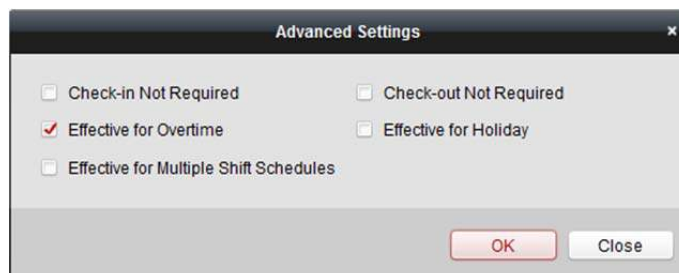 Advanced Settings ×
Check-in Not Required Check-out Not Required
Effective for Overtime Effective for Holiday
Effective for Multiple Shift Schedules
OK Close